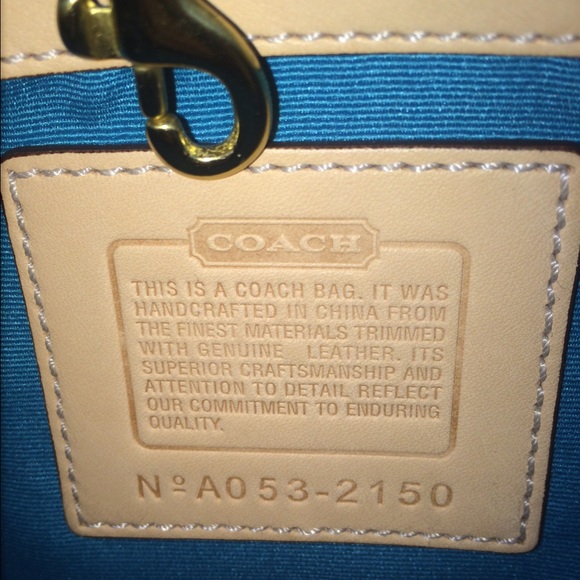 COACH
THIS IS A COACH BAG. IT WAS
HANDCRAFTED IN CHINA FROM
THE FINEST MATERIALS TRIMMED
WITH GENUINE LEATHER. ITS
SUPERIOR CRAFTSMANSHIP AND
ATTENTION TO DETAIL REFLECT
OUR COMMITMENT TO ENDURING
QUALITY.
Nº A053-2150